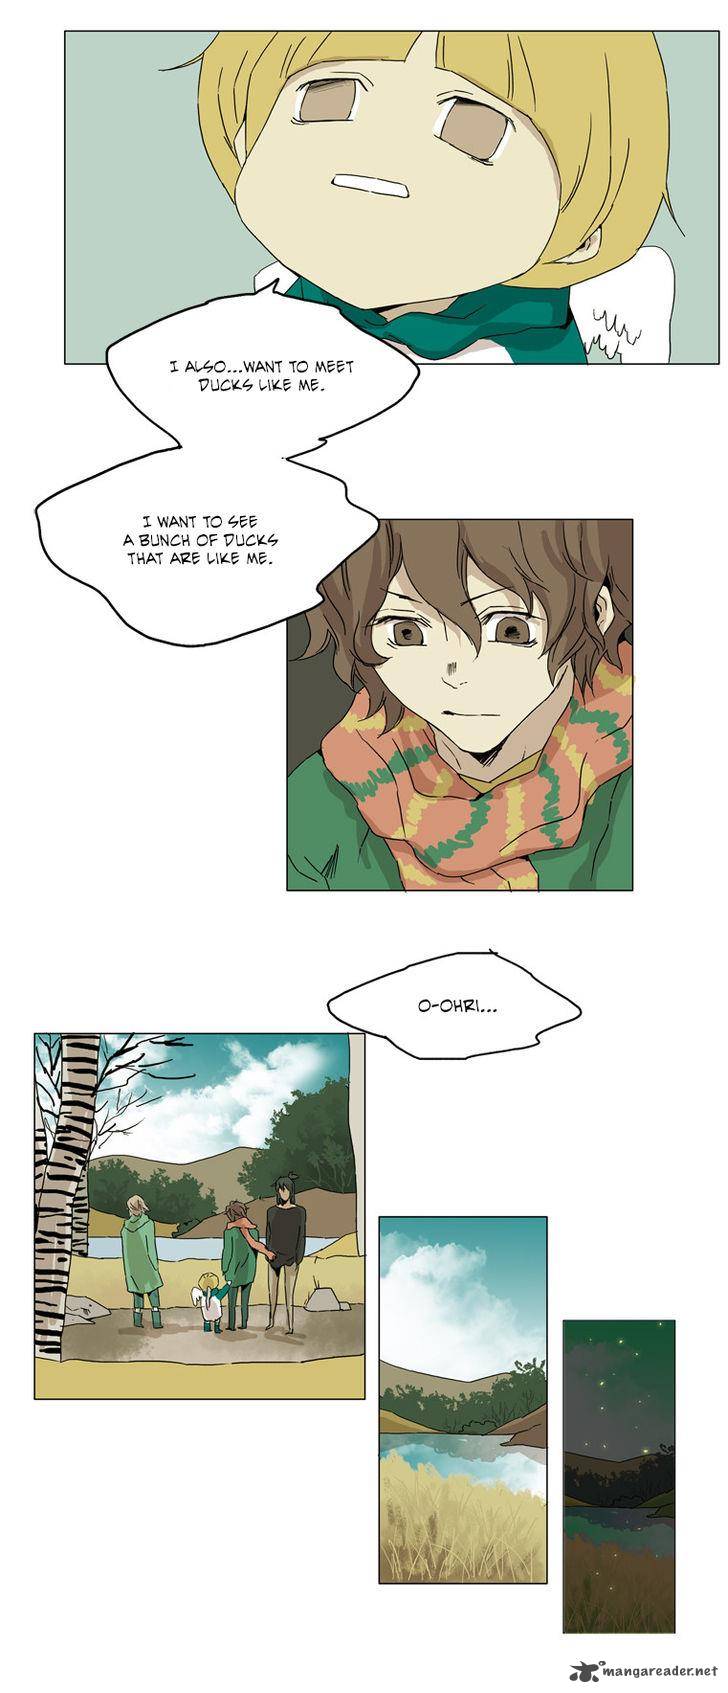 I ALSO...WANT TO MEET
DUCKS LIKE ME.
I WANT TO SEE
A BUNCH OF DUCKS
THAT ARE LIKE ME.
O-OHRI...
mangareader.net